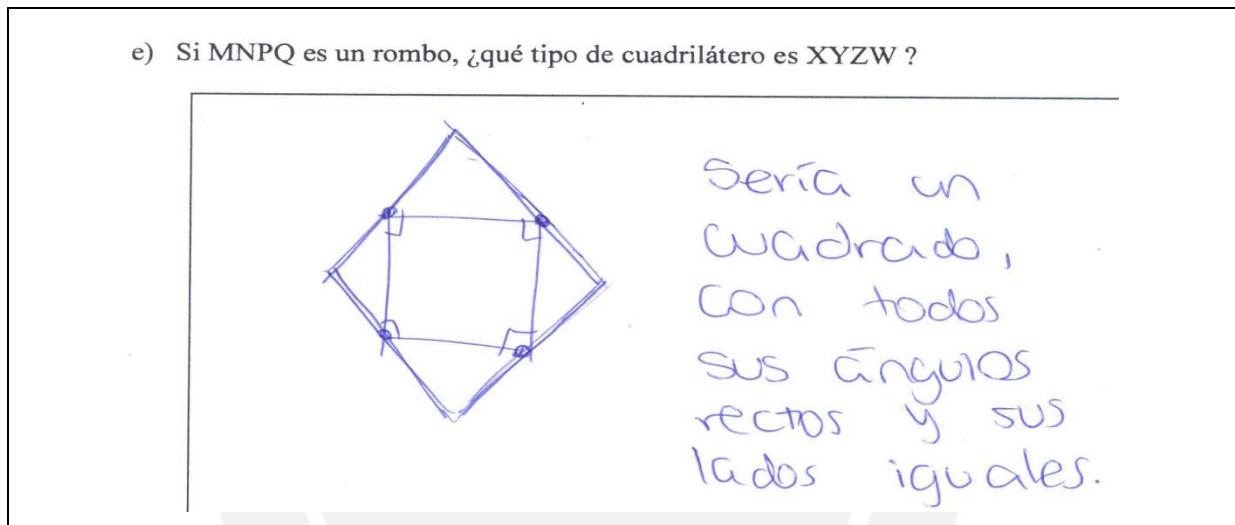 e) Si MNPQ es un rombo, ¿qué tipo de cuadrilátero es XYZW ?
Sería un
cuadrado,
con todos
sus ángulos
rectos y sus
lados iguales.